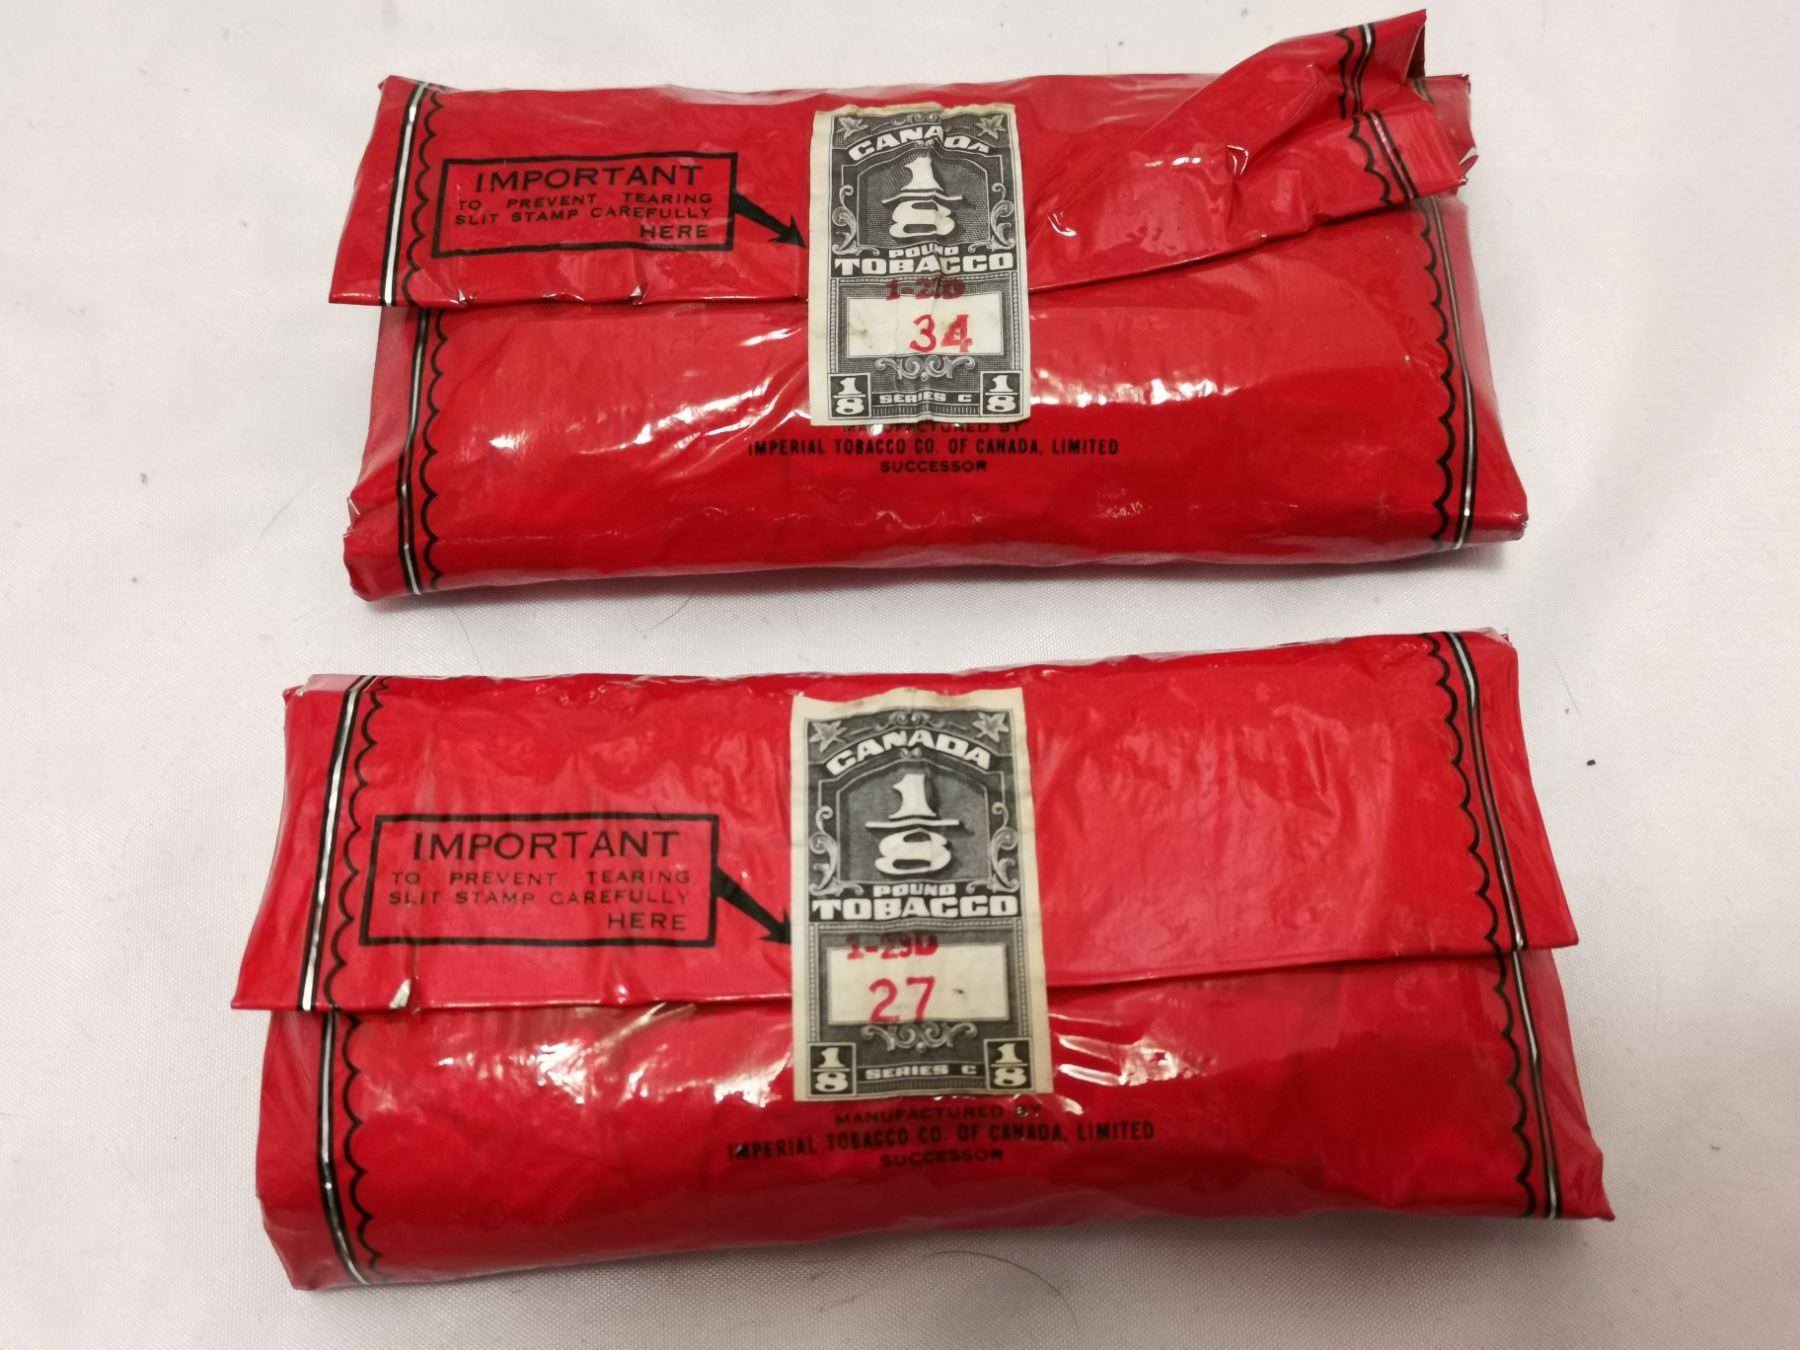 IMPORTANT
TO PREVENT TEARING
SLIT STAMP CAREFULLY
HERE
CANADA
1/8
POUND
TOBACCO
34
1/8 SERIES C 1/8
MANUFACTURED BY
IMPERIAL TOBACCO CO. OF CANADA, LIMITED
SUCCESSOR
IMPORTANT
TO PREVENT TEARING
SLIT STAMP CAREFULLY
HERE
CANADA
1/8
POUND
TOBACCO
1-29D
27
1/8 SERIES C 1/8
MANUFACTURED BY
IMPERIAL TOBACCO CO. OF CANADA, LIMITED
SUCCESSOR